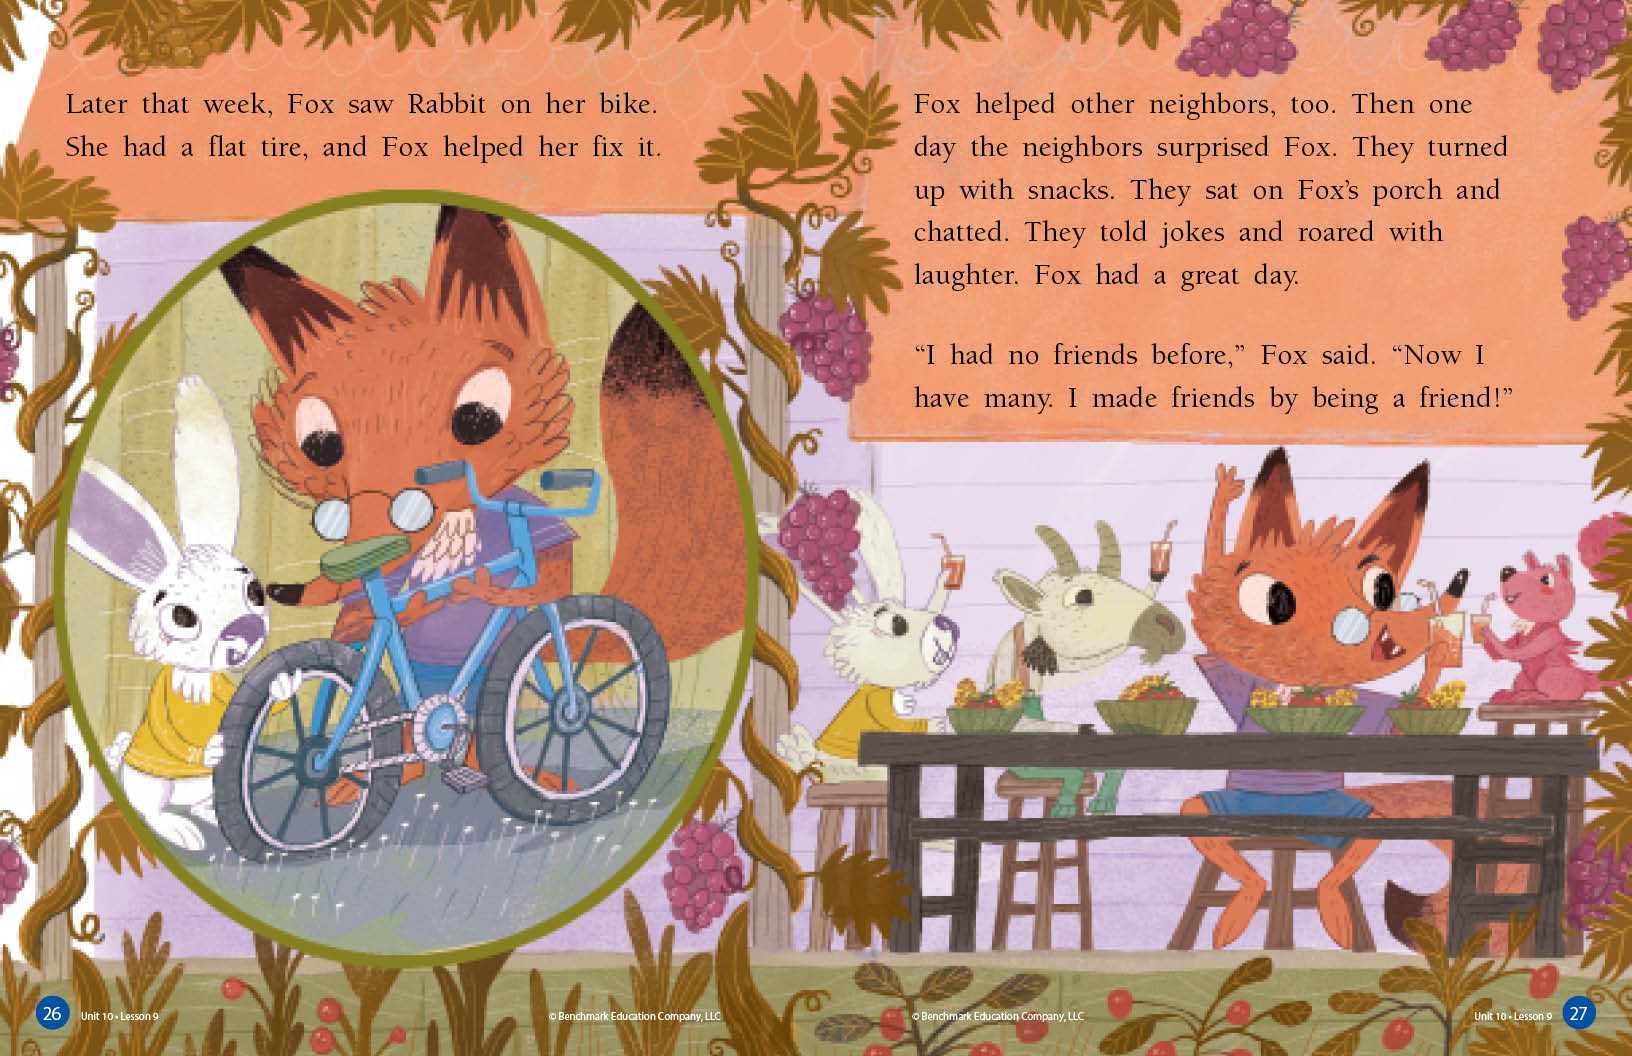 Later that week, Fox saw Rabbit on her bike.
She had a flat tire, and Fox helped her fix it.
Fox helped other neighbors, too. Then one
day the neighbors surprised Fox. They turned
up with snacks. They sat on Fox’s porch and
chatted. They told jokes and roared with
laughter. Fox had a great day.
“I had no friends before,” Fox said. “Now I
have many. I made friends by being a friend!”
26 Unit 10 • Lesson 9
© Benchmark Education Company, LLC
© Benchmark Education Company, LLC
Unit 10 • Lesson 9 27